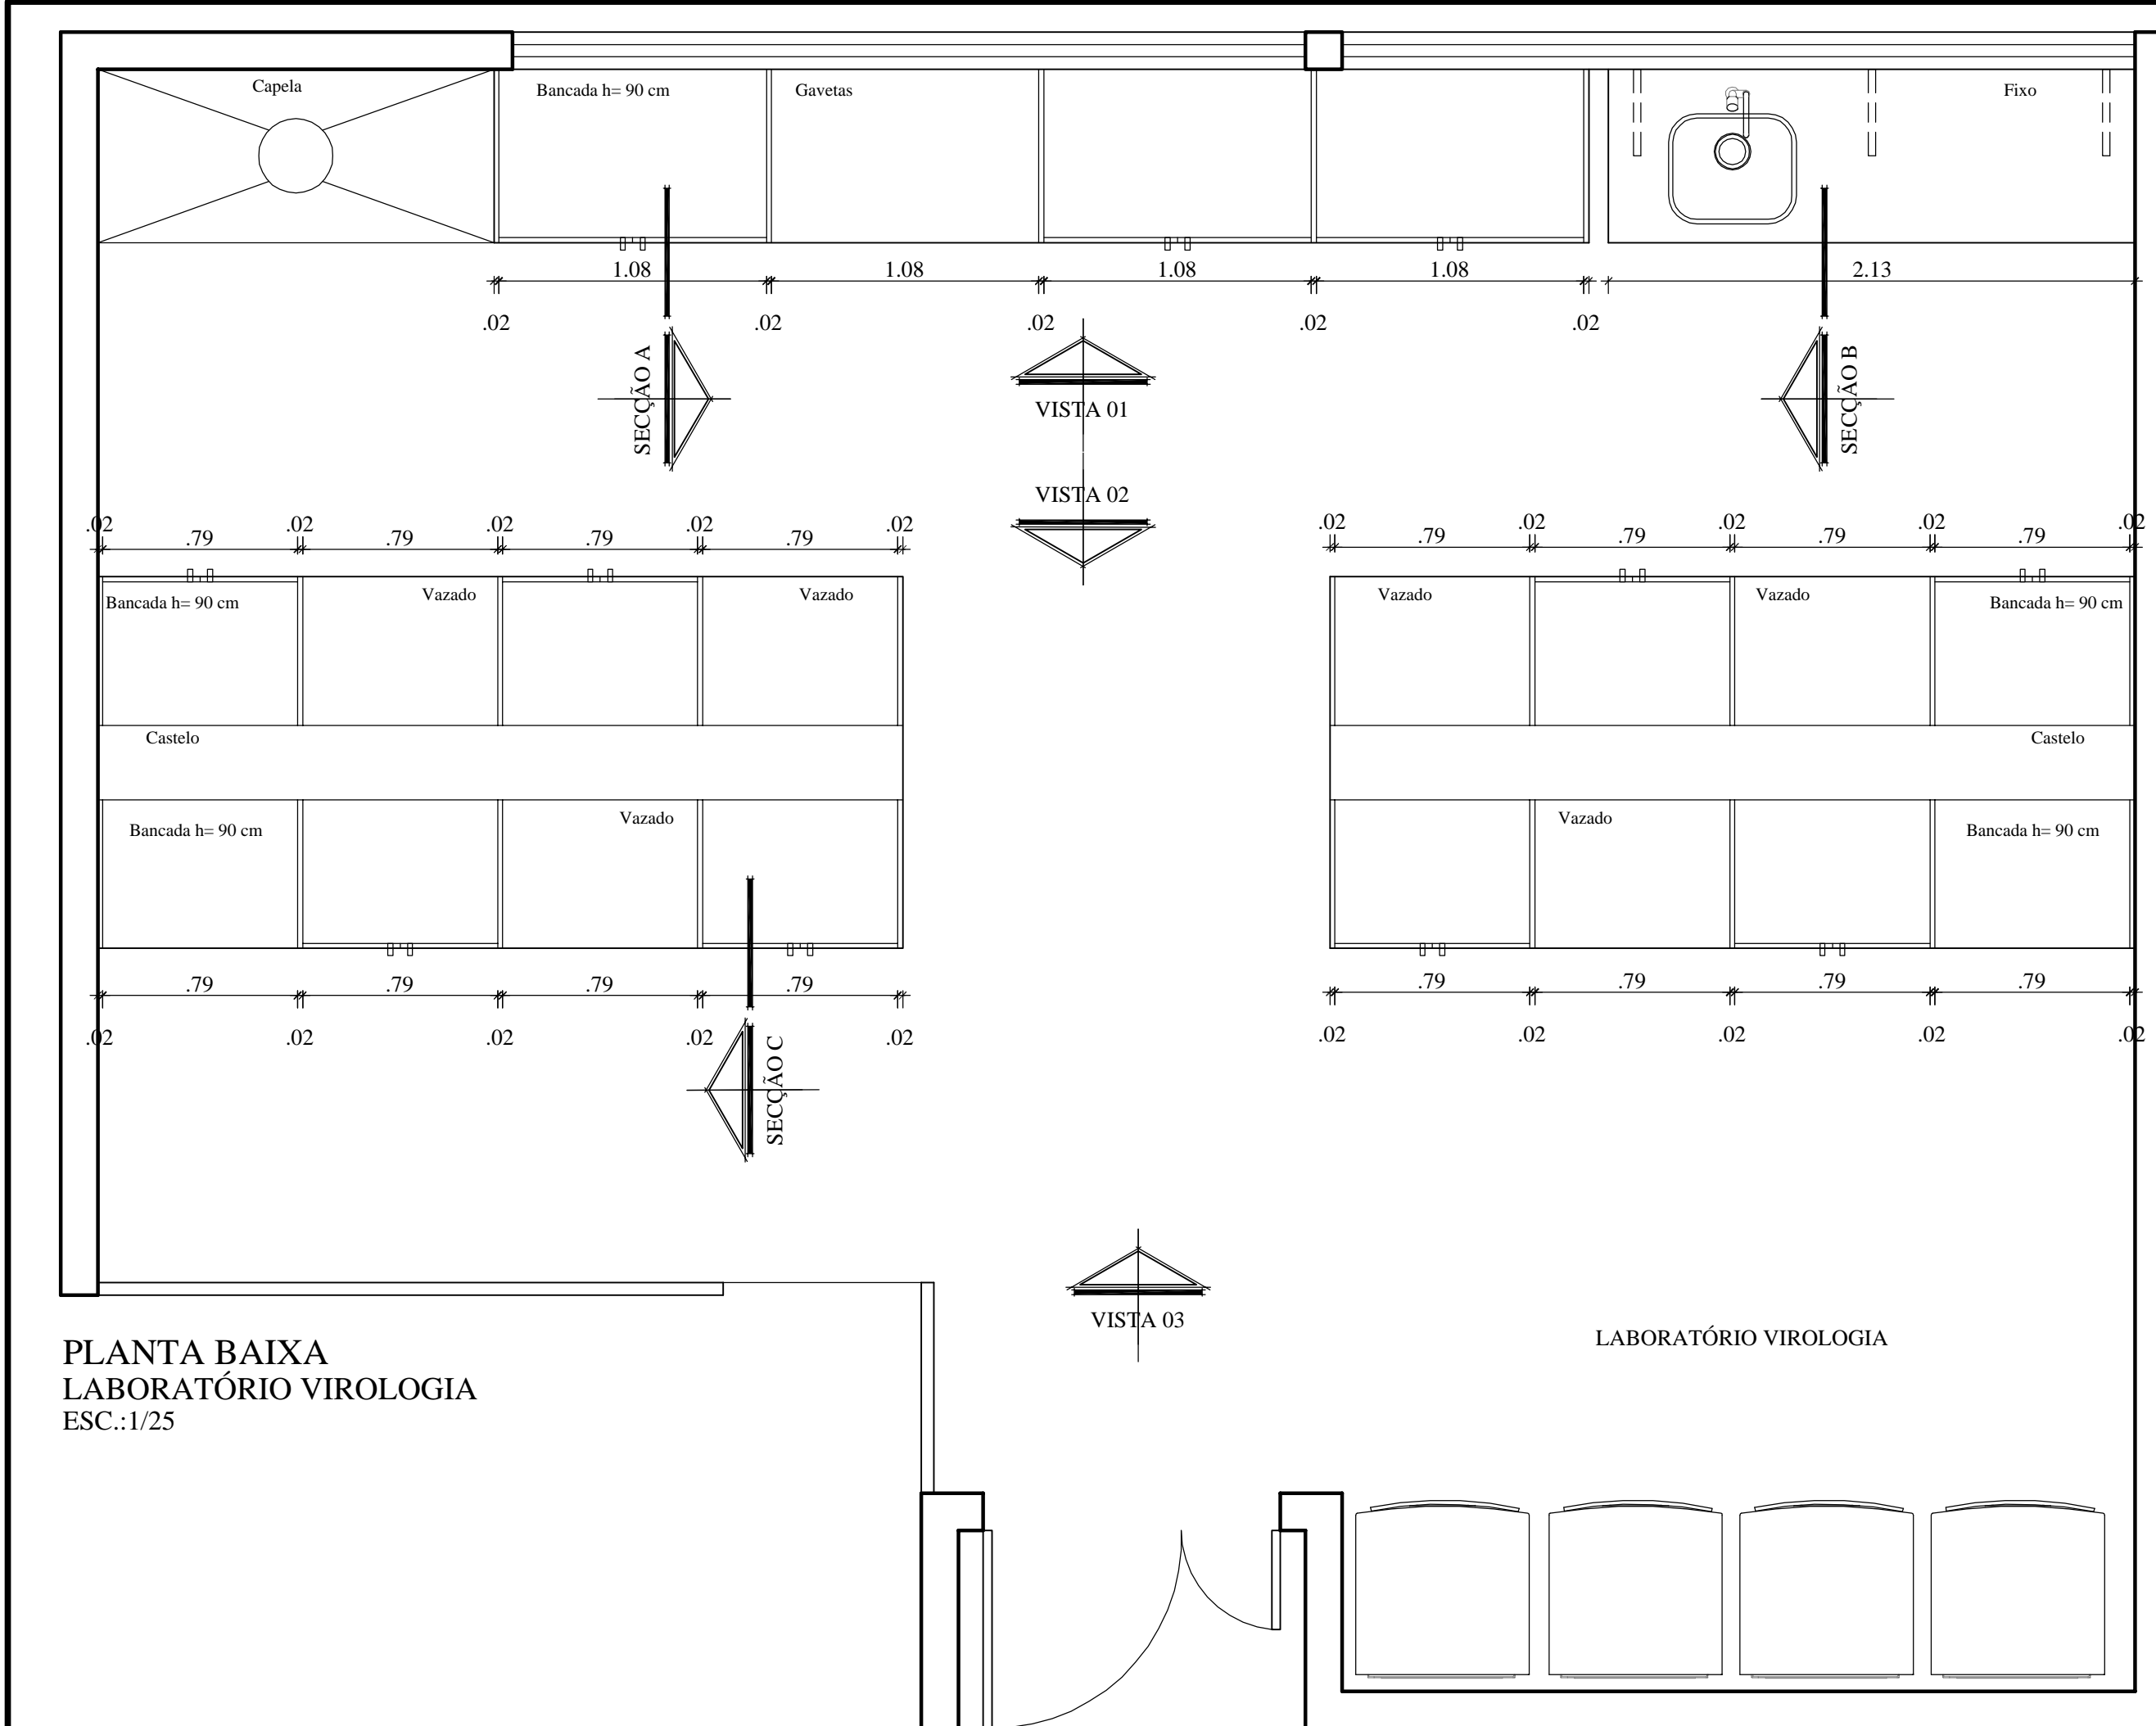 Capela
Bancada h= 90 cm
Gavetas
Fixo
1.08
1.08
1.08
1.08
2.13
.02
.02
.02
.02
.02
SECÇÃO A
VISTA 01
SECÇÃO B
VISTA 02
.02
.02
.02
.02
.02
.79
.79
.79
.79
.02
.02
.02
.02
.02
.79
.79
.79
.79
Bancada h= 90 cm
Vazado
Vazado
Vazado
Vazado
Bancada h= 90 cm
Castelo
Castelo
Bancada h= 90 cm
Vazado
Vazado
Bancada h= 90 cm
.79
.79
.79
.79
.79
.79
.79
.79
.02
.02
.02
.02
.02
.02
.02
.02
.02
.02
SECÇÃO C
VISTA 03
LABORATÓRIO VIROLOGIA
PLANTA BAIXA
LABORATÓRIO VIROLOGIA
ESC.:1/25